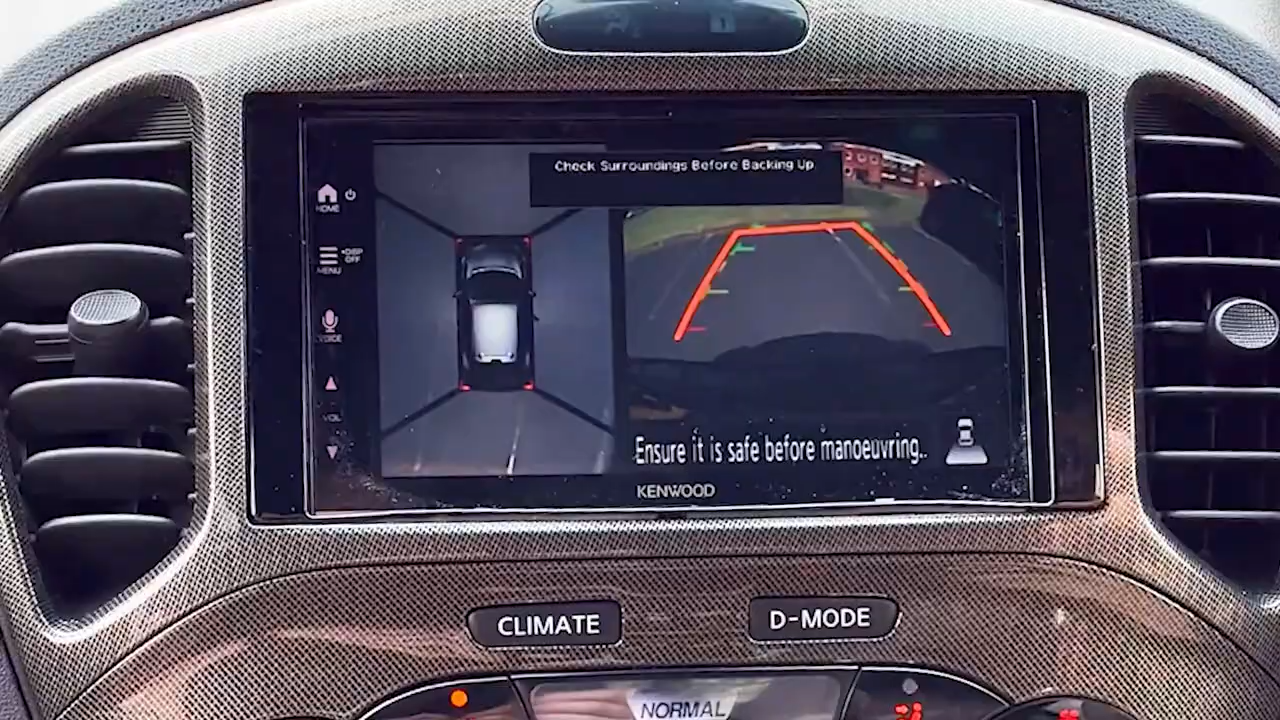 Check Surroundings Before Backing Up
HOME
DISP
OFF
MENU
VOICE
VOL
Ensure it is safe before manoeuvring..
KENWOOD
CLIMATE
D-MODE
NORMAL